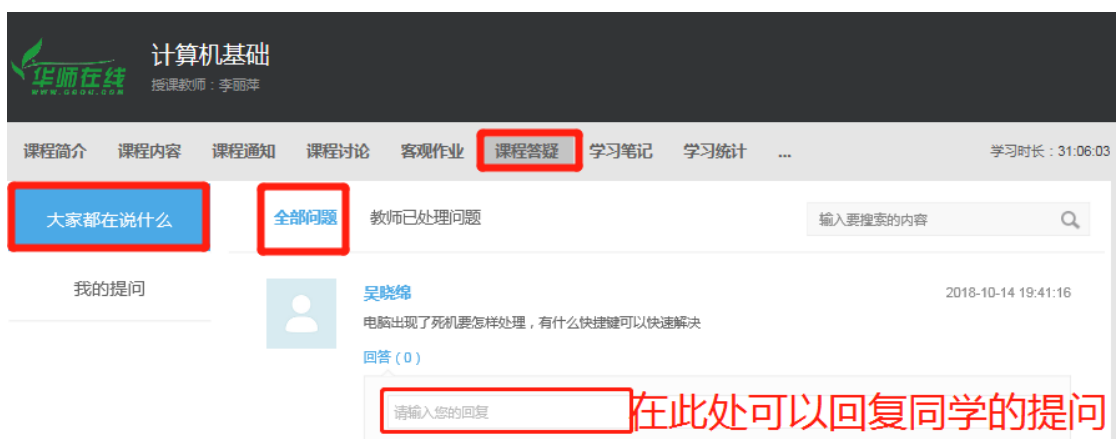 计算机基础
华师在线
WWW.GDOU.COM
授课教师：李丽萍
课程简介 课程内容 课程通知 课程讨论 客观作业 课程答疑 学习笔记 学习统计 ... 学习时长：31:06:03
大家都在说什么 全部问题 教师已处理问题 输入要搜索的内容
我的提问
吴晓绵 2018-10-14 19:41:16
电脑出现了死机要怎样处理，有什么快捷键可以快速解决
回答(0)
请输入您的回复 在此处可以回复同学的提问